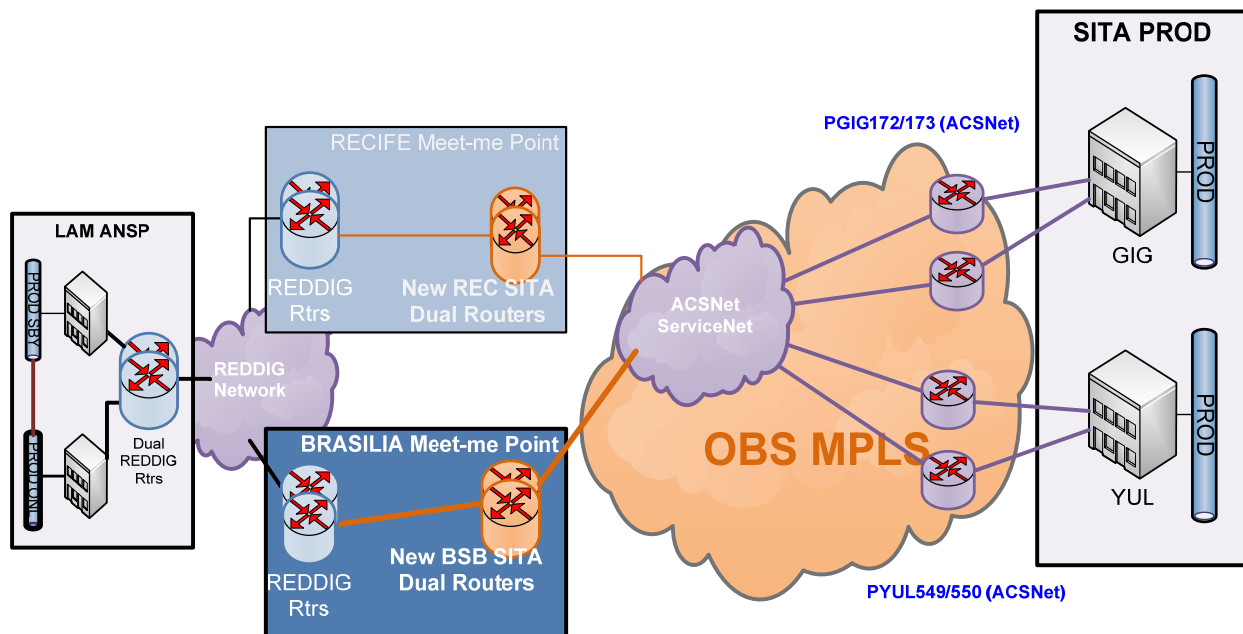 SITA PROD
PGIG172/173 (ACSNet)
RECIFE Meet-me Point
PROD
LAM ANSP
GIG
PROD SBY
REDDIG
Rtrs
New REC SITA
Dual Routers
ACSNet
ServiceNet
REDDIG
Network
PROD
BRASILIA Meet-me Point
Dual
REDDIG
Rtrs
OBS MPLS
PROD ONL
YUL
New BSB SITA
Dual Routers
REDDIG
Rtrs
PYUL549/550 (ACSNet)